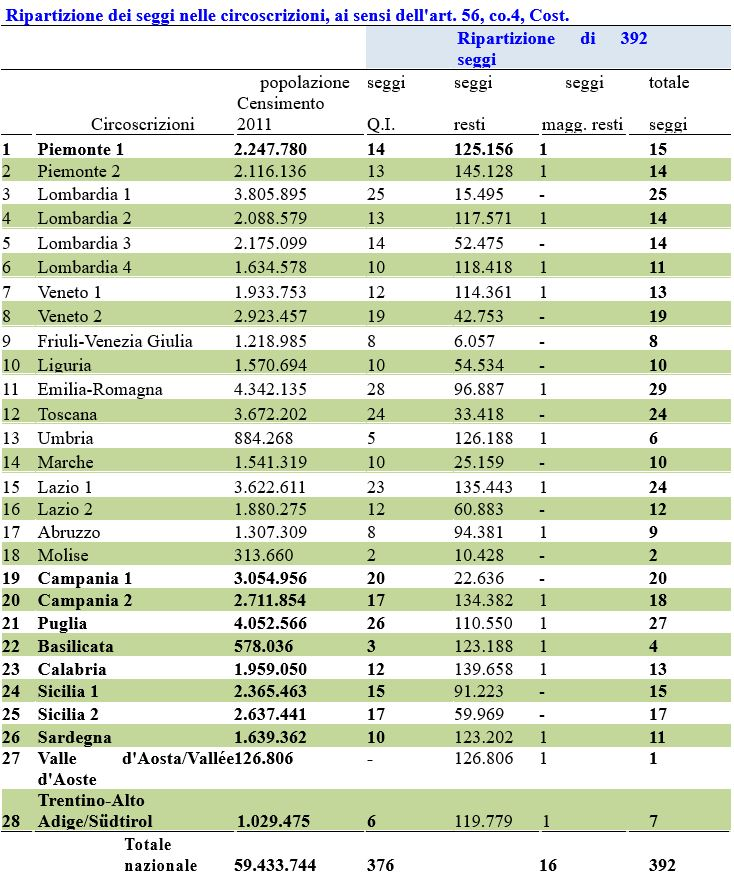 Ripartizione dei seggi nelle circoscrizioni, ai sensi dell'art. 56, co.4, Cost.
Ripartizione di 392
seggi
popolazione seggi seggi seggi totale
Censimento
Circoscrizioni 2011 Q.I. resti magg. resti seggi
1 Piemonte 1 2.247.780 14 125.156 1 15
2 Piemonte 2 2.116.136 13 145.128 1 14
3 Lombardia 1 3.805.895 25 15.495 - 25
4 Lombardia 2 2.088.579 13 117.571 1 14
5 Lombardia 3 2.175.099 14 52.475 - 14
6 Lombardia 4 1.634.578 10 118.418 1 11
7 Veneto 1 1.933.753 12 114.361 1 13
8 Veneto 2 2.923.457 19 42.753 - 19
9 Friuli-Venezia Giulia 1.218.985 8 6.057 - 8
10 Liguria 1.570.694 10 54.534 - 10
11 Emilia-Romagna 4.342.135 28 96.887 1 29
12 Toscana 3.672.202 24 33.418 - 24
13 Umbria 884.268 5 126.188 1 6
14 Marche 1.541.319 10 25.159 - 10
15 Lazio 1 3.622.611 23 135.443 1 24
16 Lazio 2 1.880.275 12 60.883 - 12
17 Abruzzo 1.307.309 8 94.381 1 9
18 Molise 313.660 2 10.428 - 2
19 Campania 1 3.054.956 20 22.636 - 20
20 Campania 2 2.711.854 17 134.382 1 18
21 Puglia 4.052.566 26 110.550 1 27
22 Basilicata 578.036 3 123.188 1 4
23 Calabria 1.959.050 12 139.658 1 13
24 Sicilia 1 2.365.463 15 91.223 - 15
25 Sicilia 2 2.637.441 17 59.969 - 17
26 Sardegna 1.639.362 10 123.202 1 11
27 Valle d'Aosta/Vallée 126.806 - 126.806 1 1
d'Aoste
Trentino-Alto
28 Adige/Südtirol 1.029.475 6 119.779 1 7
Totale
nazionale 59.433.744 376 16 392